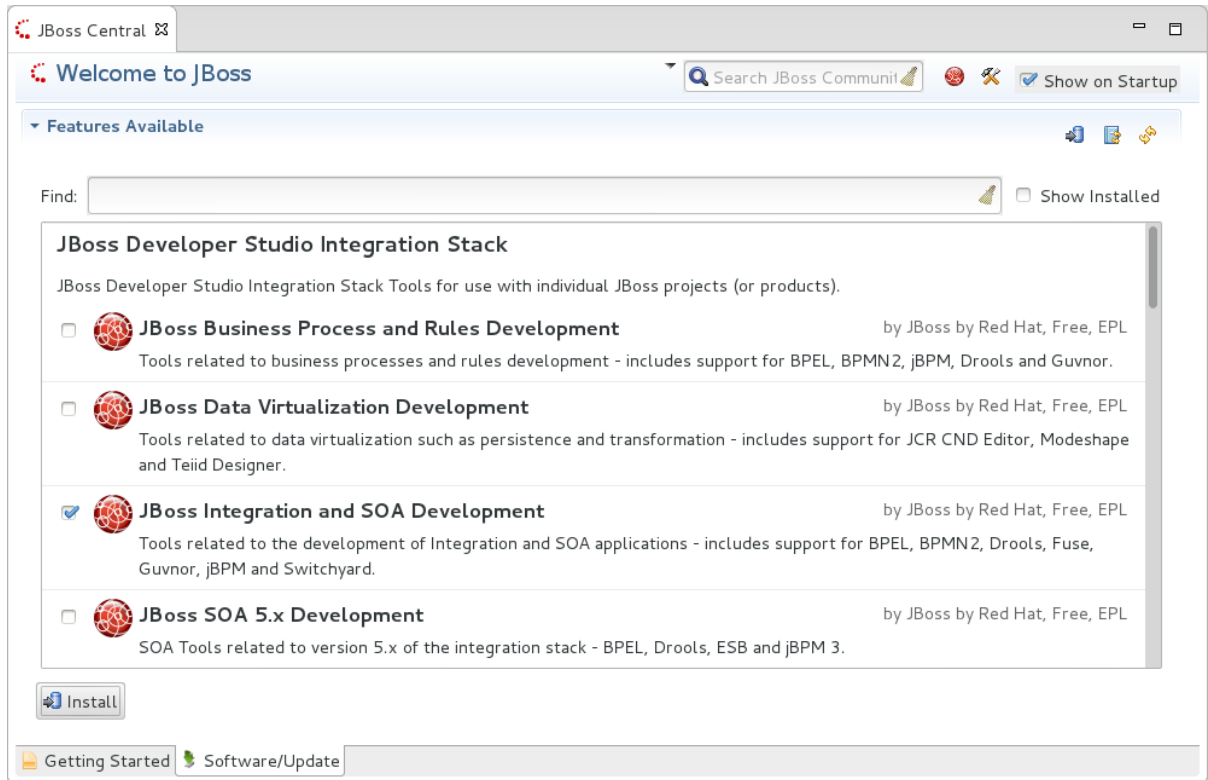 JBoss Central
Welcome to JBoss
Search JBoss Communit
Show on Startup
Features Available
Find:
Show Installed
JBoss Developer Studio Integration Stack
JBoss Developer Studio Integration Stack Tools for use with individual JBoss projects (or products).
JBoss Business Process and Rules Development
by JBoss by Red Hat, Free, EPL
Tools related to business processes and rules development - includes support for BPEL, BPMN2, jBPM, Drools and Guvnor.
JBoss Data Virtualization Development
by JBoss by Red Hat, Free, EPL
Tools related to data virtualization such as persistence and transformation - includes support for JCR CND Editor, Modeshape
and Teiid Designer.
JBoss Integration and SOA Development
by JBoss by Red Hat, Free, EPL
Tools related to the development of Integration and SOA applications - includes support for BPEL, BPMN2, Drools, Fuse,
Guvnor, jBPM and Switchyard.
JBoss SOA 5.x Development
by JBoss by Red Hat, Free, EPL
SOA Tools related to version 5.x of the integration stack - BPEL, Drools, ESB and jBPM 3.
Install
Getting Started
Software/Update